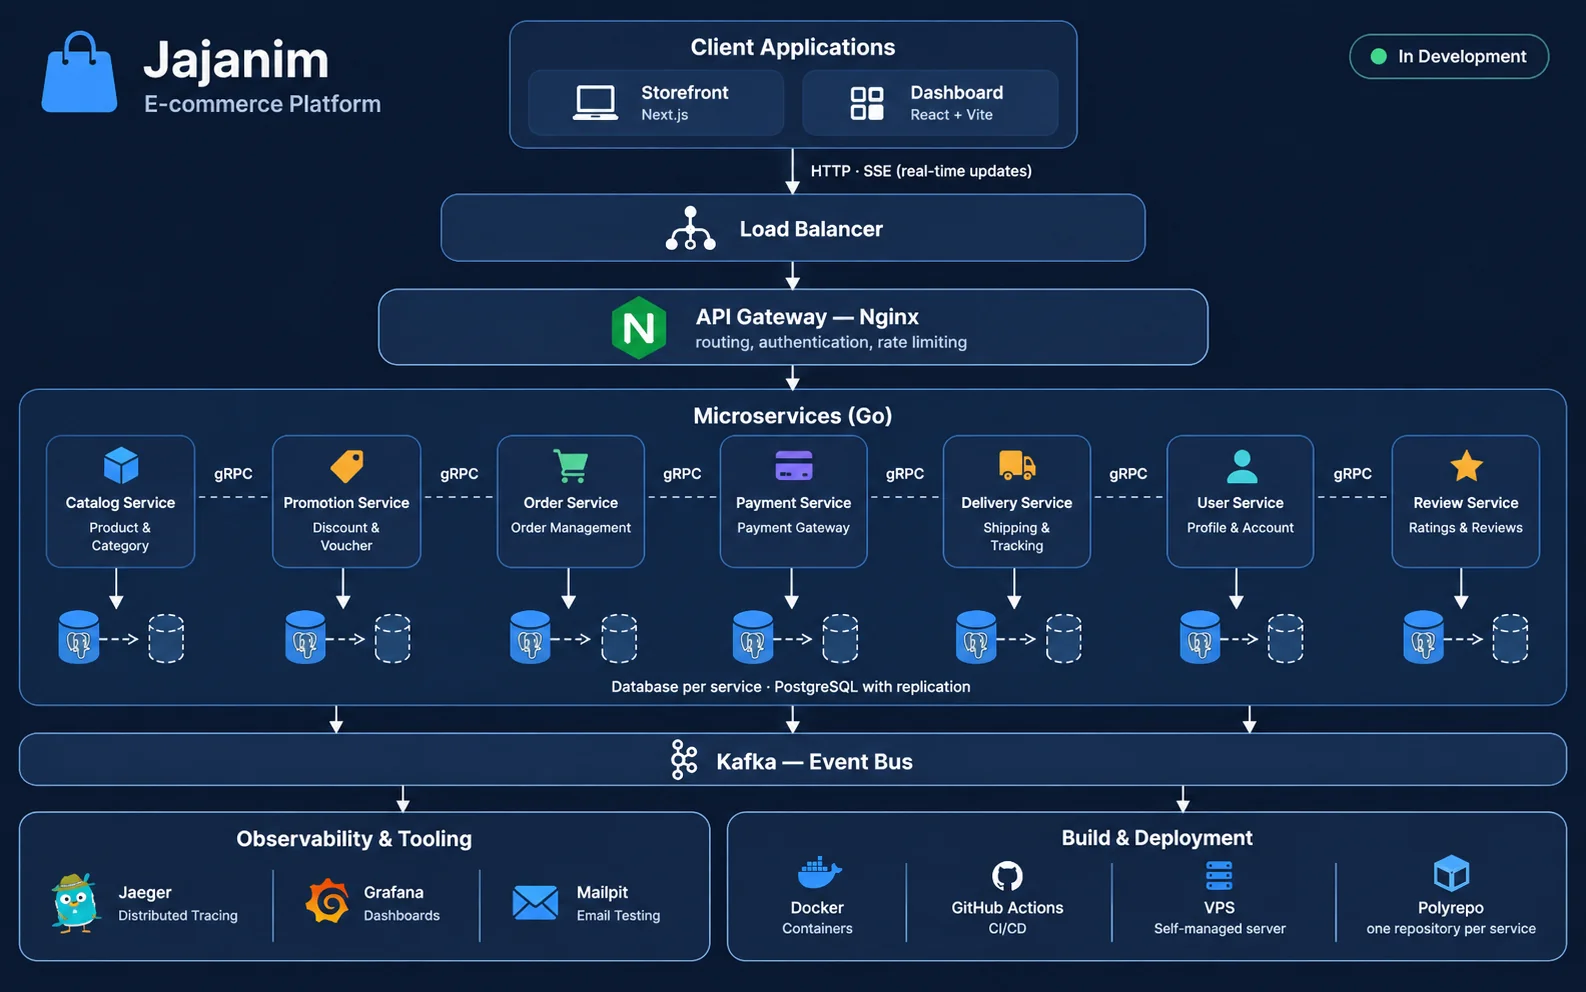 Jajanim
E-commerce Platform
Client Applications
Storefront
Next.js
Dashboard
React + Vite
In Development
HTTP · SSE (real-time updates)
Load Balancer
N
API Gateway — Nginx
routing, authentication, rate limiting
Microservices (Go)
Catalog Service
Product &
Category
gRPC
Promotion Service
Discount &
Voucher
gRPC
Order Service
Order Management
gRPC
Payment Service
Payment Gateway
gRPC
Delivery Service
Shipping &
Tracking
gRPC
User Service
Profile & Account
gRPC
Review Service
Ratings & Reviews
Database per service · PostgreSQL with replication
Kafka — Event Bus
Observability & Tooling
Jaeger
Distributed Tracing
Grafana
Dashboards
Mailpit
Email Testing
Build & Deployment
Docker
Containers
GitHub Actions
CI/CD
VPS
Self-managed server
Polyrepo
one repository per service